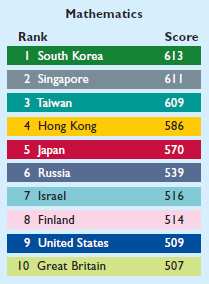 Mathematics
Rank Score
1 South Korea 613
2 Singapore 611
3 Taiwan 609
4 Hong Kong 586
5 Japan 570
6 Russia 539
7 Israel 516
8 Finland 514
9 United States 509
10 Great Britain 507